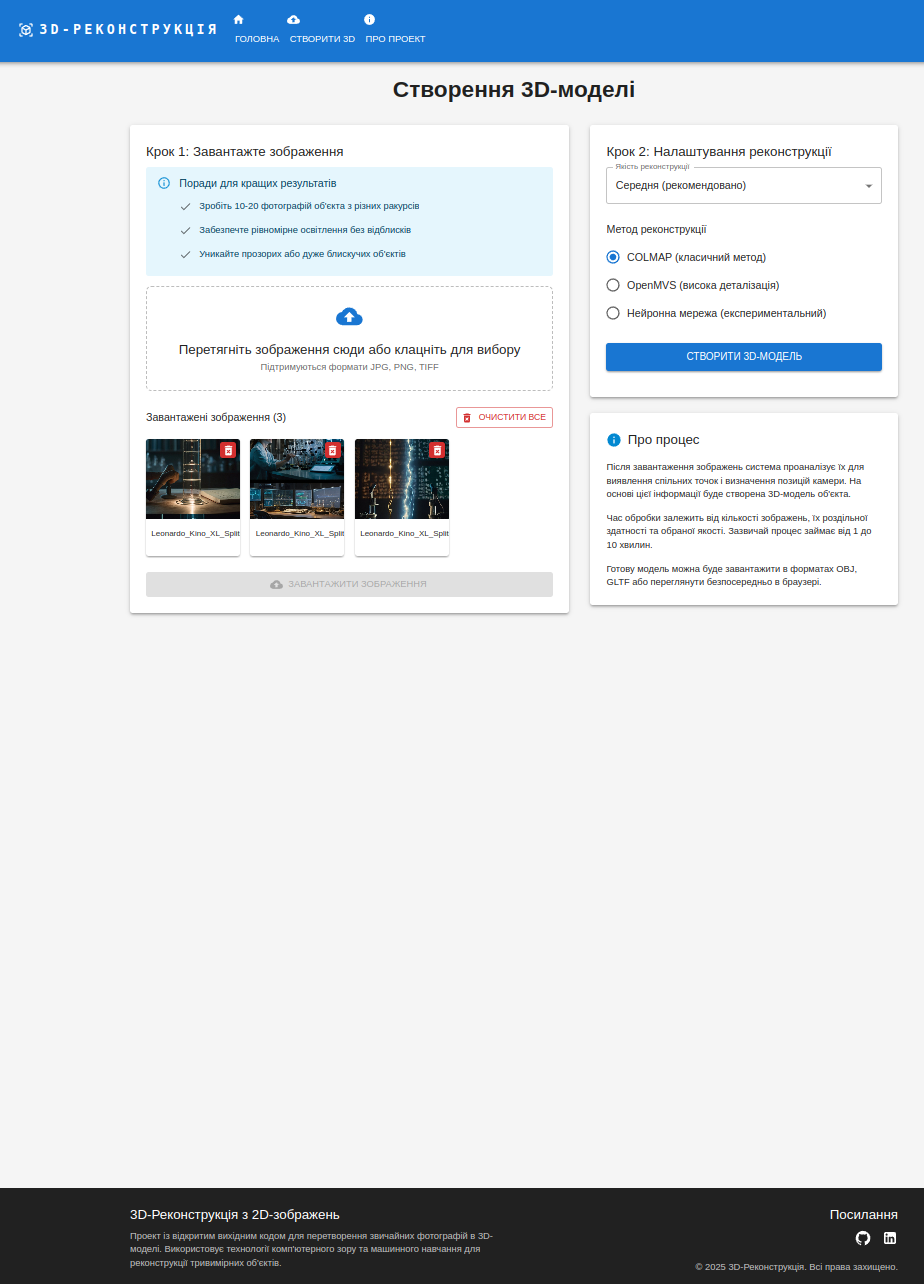 3D-РЕКОНСТРУКЦІЯ
ГОЛОВНА
СТВОРИТИ 3D
ПРО ПРОЕКТ
Створення 3D-моделі
Крок 1: Завантажте зображення
Поради для кращих результатів
Зробіть 10-20 фотографій об'єкта з різних ракурсів
Забезпечте рівномірне освітлення без відблисків
Уникайте прозорих або дуже блискучих об'єктів
Перетягніть зображення сюди або клацніть для вибору
Підтримуються формати JPG, PNG, TIFF
Завантажені зображення (3)
ОЧИСТИТИ ВСЕ
Leonardo_Kino_XL_Split
Leonardo_Kino_XL_Split
Leonardo_Kino_XL_Split
ЗАВАНТАЖИТИ ЗОБРАЖЕННЯ
Крок 2: Налаштування реконструкції
Якість реконструкції
Середня (рекомендовано)
Метод реконструкції
COLMAP (класичний метод)
OpenMVS (висока деталізація)
Нейронна мережа (експериментальний)
СТВОРИТИ 3D-МОДЕЛЬ
Про процес
Після завантаження зображень система проаналізує їх для
виявлення спільних точок і визначення позицій камери. На
основі цієї інформації буде створена 3D-модель об'єкта.
Час обробки залежить від кількості зображень, їх роздільної
здатності та обраної якості. Зазвичай процес займає від 1 до
10 хвилин.
Готову модель можна буде завантажити в форматах OBJ,
GLTF або переглянути безпосередньо в браузері.
3D-Реконструкція з 2D-зображень
Проект із відкритим вихідним кодом для перетворення звичайних фотографій в 3D-
моделі. Використовує технології комп'ютерного зору та машинного навчання для
реконструкції тривимірних об'єктів.
Посилання
© 2025 3D-Реконструкція. Всі права захищено.